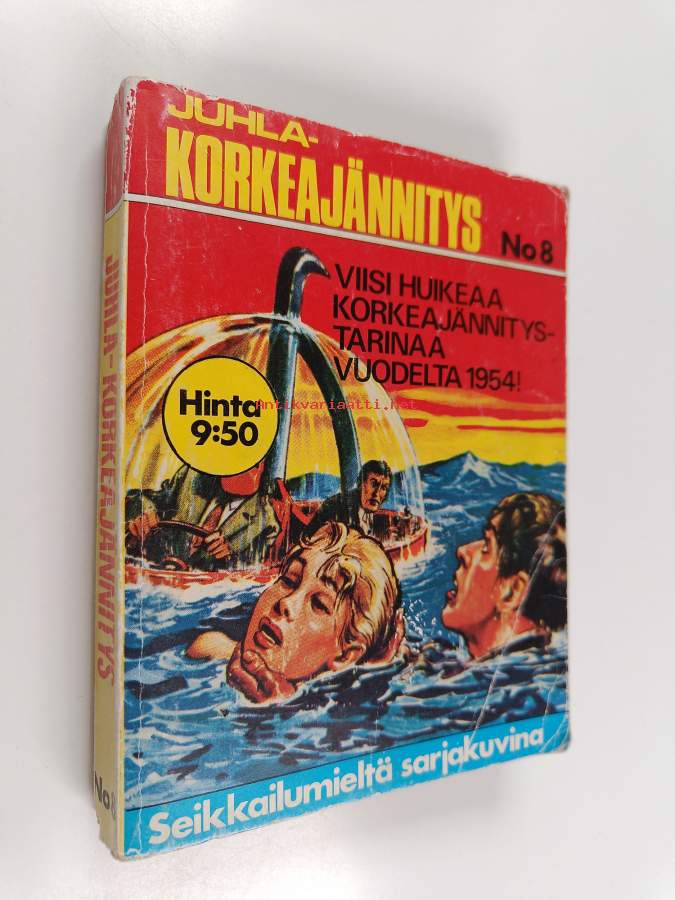 JUHLA-
KORKEAJÄNNITYS
No 8
VIISI HUIKEAA
KORKEAJÄNNITYS-
TARINAA
VUODELTA 1954!
Hinta
9:50
Antikvariaatti.net
Seikkailumieltä sarjakuvina
JUHLA-KORKEAJÄNNITYS
No 8